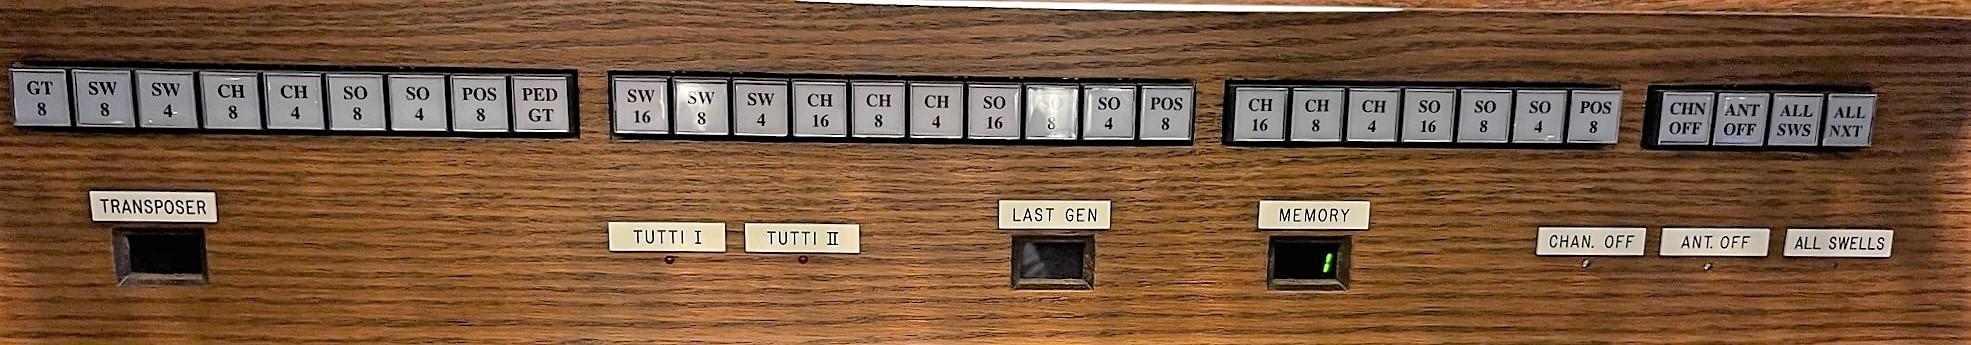 GT 8
SW 8
SW 4
CH 8
CH 4
SO 8
SO 4
POS 8
PED GT
SW 16
SW 8
SW 4
CH 16
CH 8
CH 4
SO 16
SO 8
SO 4
POS 8
CH 16
CH 8
CH 4
SO 16
SO 8
SO 4
POS 8
CHN OFF
ANT OFF
ALL SWS
ALL NXT
TRANSPOSER
TUTTI I
TUTTI II
LAST GEN
MEMORY
1
CHAN. OFF
ANT. OFF
ALL SWELLS